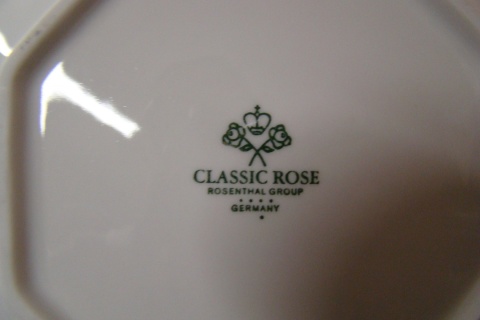 CLASSIC ROSE
ROSENTHAL GROUP
GERMANY